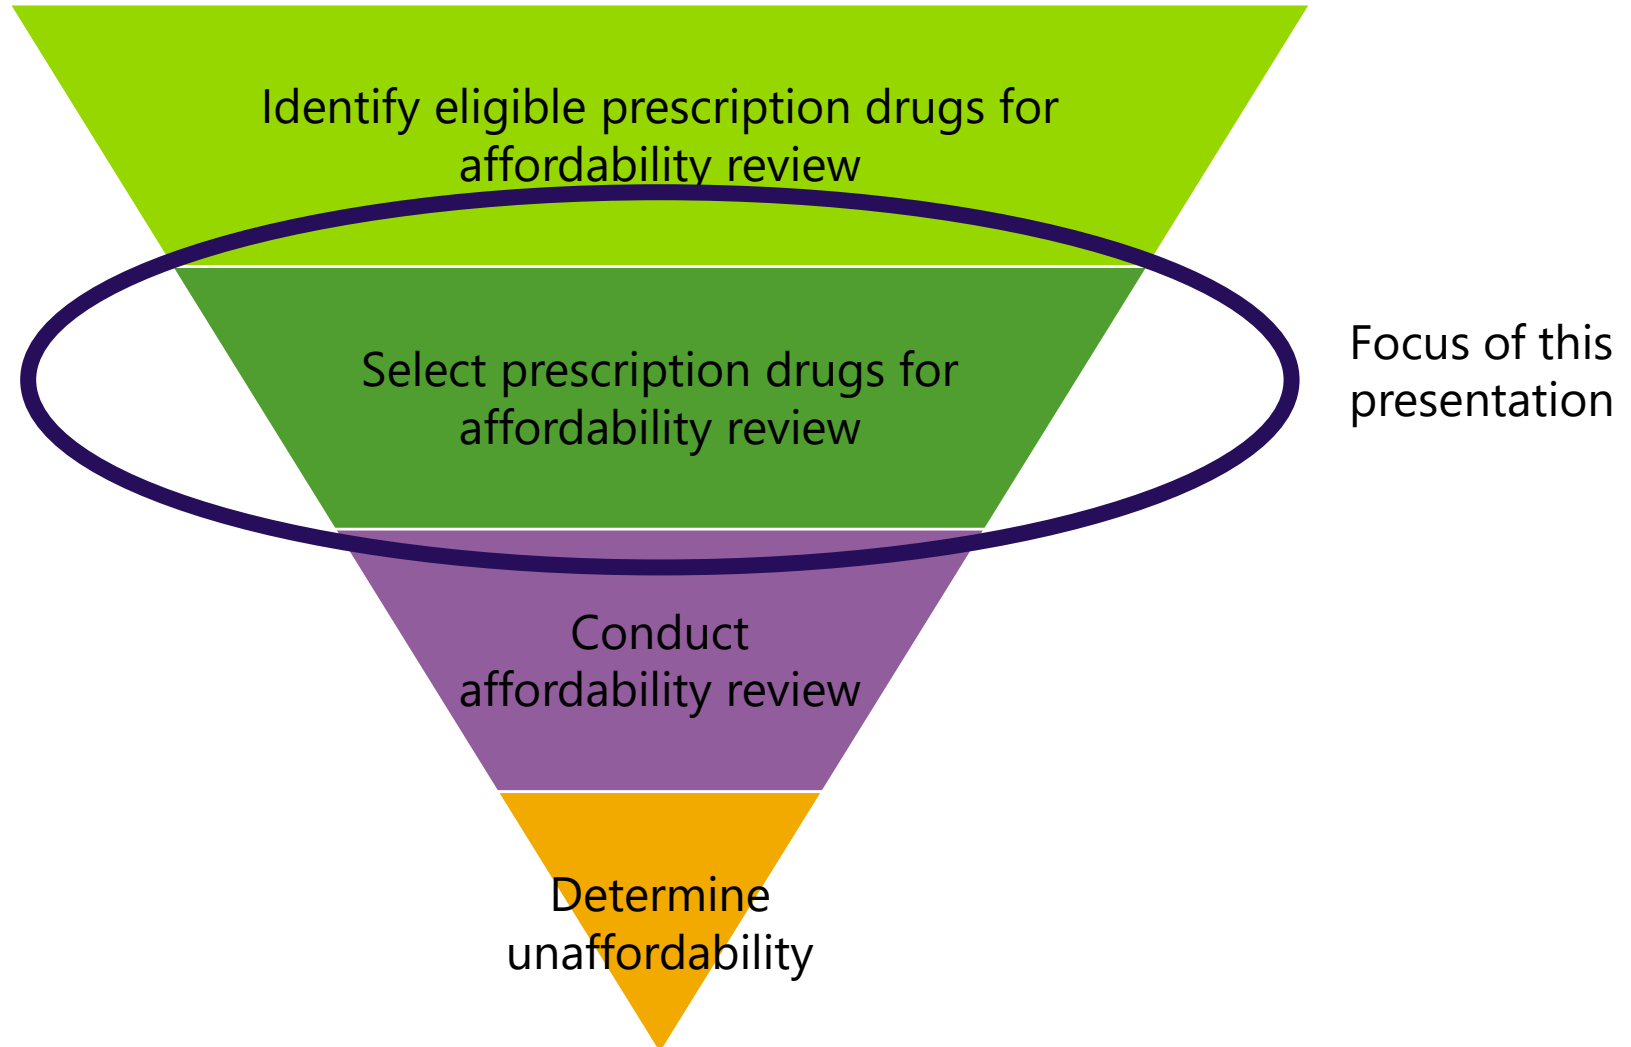 Identify eligible prescription drugs for
affordability review
Select prescription drugs for
affordability review
Focus of this
presentation
Conduct
affordability review
Determine
unaffordability